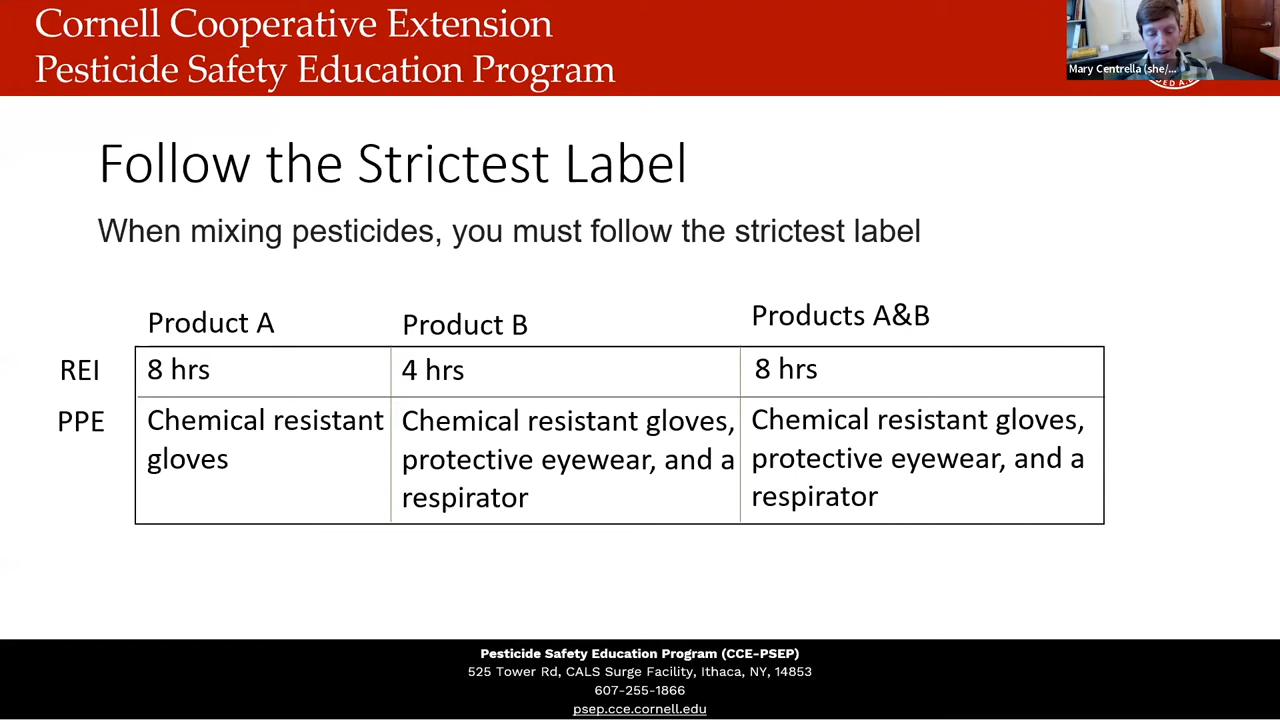 Cornell Cooperative Extension
Pesticide Safety Education Program
Mary Centrella (she/...
Follow the Strictest Label
When mixing pesticides, you must follow the strictest label
Product A
Product B
Products A&B
REI
8 hrs
4 hrs
8 hrs
PPE
Chemical resistant
gloves
Chemical resistant gloves,
protective eyewear, and a
respirator
Chemical resistant gloves,
protective eyewear, and a
respirator
Pesticide Safety Education Program (CCE-PSEP)
525 Tower Rd, CALS Surge Facility, Ithaca, NY, 14853
607-255-1866
psep.cce.cornell.edu